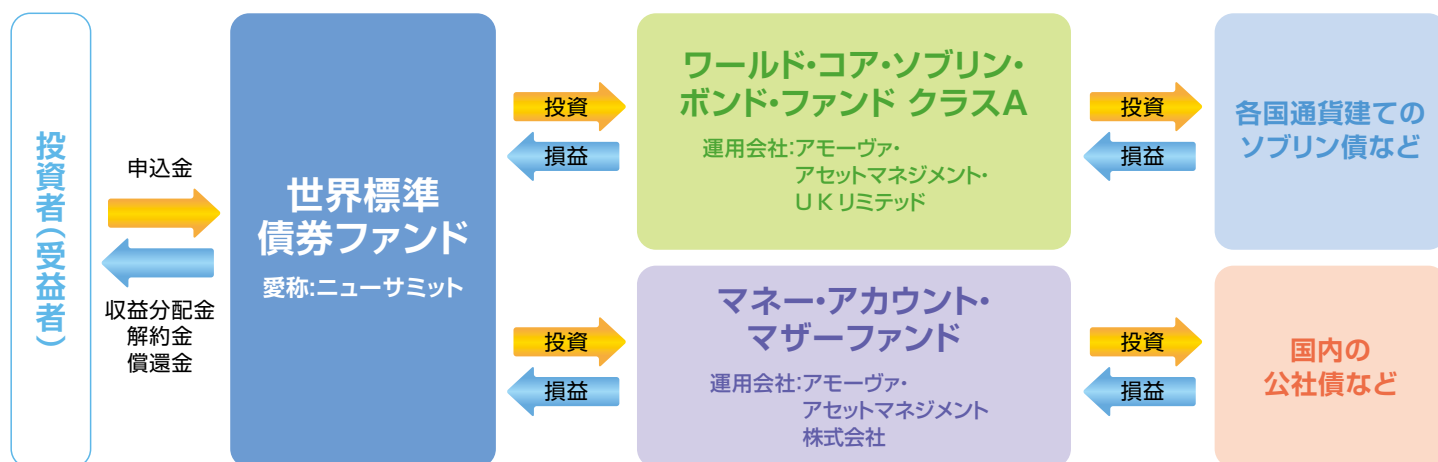 投資者(受益者)
申込金
収益分配金
解約金
償還金
世界標準
債券ファンド
愛称:ニューサミット
投資
損益
ワールド・コア・ソブリン・
ボンド・ファンド クラスA
運用会社:アモーヴァ・
アセットマネジメント・
UKリミテッド
投資
損益
各国通貨建ての
ソブリン債など
投資
損益
マネー・アカウント・
マザーファンド
運用会社:アモーヴァ・
アセットマネジメント
株式会社
投資
損益
国内の
公社債など